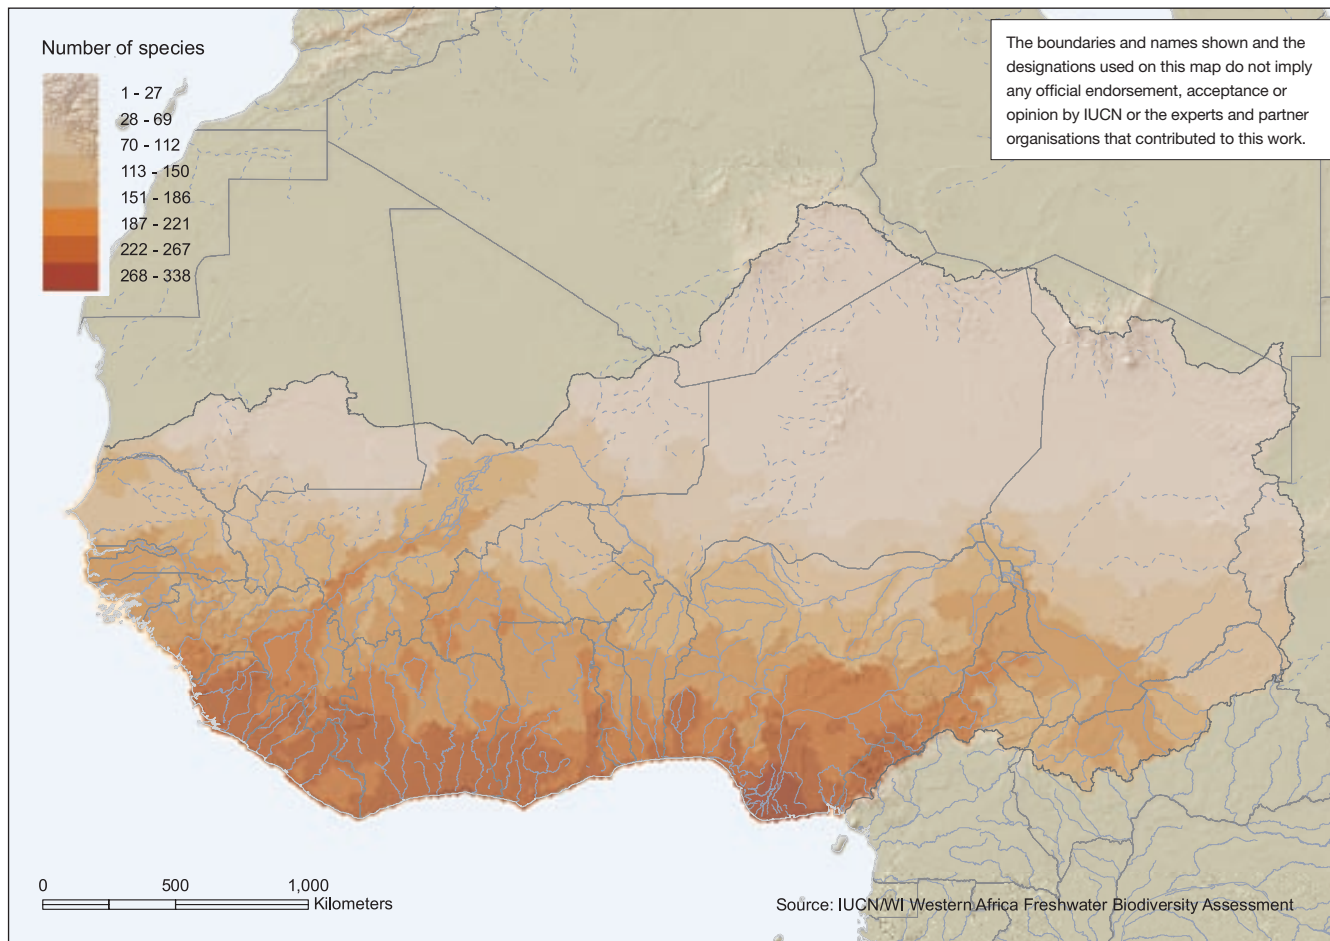 Number of species
1 - 27
28 - 69
70 - 112
113 - 150
151 - 186
187 - 221
222 - 267
268 - 338
The boundaries and names shown and the
designations used on this map do not imply
any official endorsement, acceptance or
opinion by IUCN or the experts and partner
organisations that contributed to this work.
0 500 1,000
Kilometers
Source: IUCN/WI Western Africa Freshwater Biodiversity Assessment